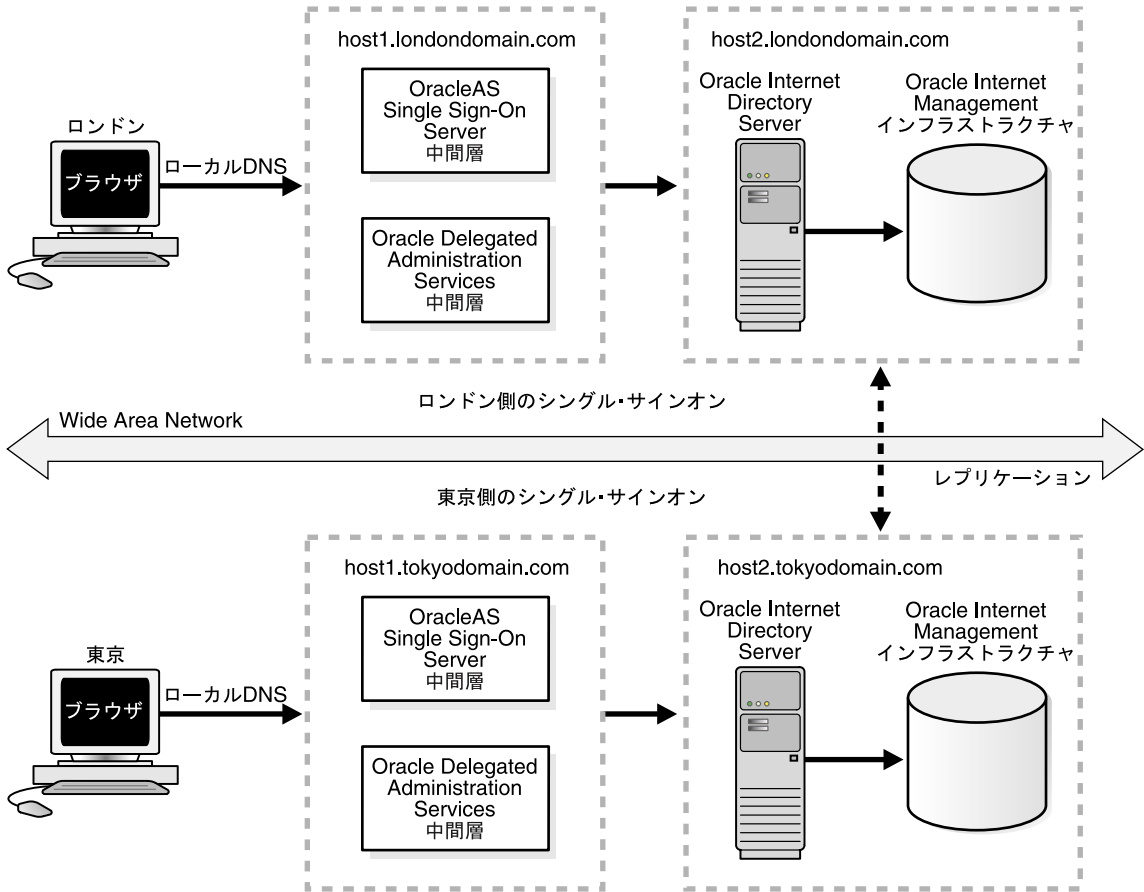 host1.londondomain.com
OracleAS
Single Sign-On
Server
中間層
Oracle Delegated
Administration
Services
中間層
host2.londondomain.com
Oracle Internet
Directory
Server
Oracle Internet
Management
インフラストラクチャ
ロンドン
ブラウザ
ローカルDNS
ロンドン側のシングル・サインオン
Wide Area Network
レプリケーション
東京側のシングル・サインオン
host1.tokyodomain.com
OracleAS
Single Sign-On
Server
中間層
Oracle Delegated
Administration
Services
中間層
host2.tokyodomain.com
Oracle Internet
Directory
Server
Oracle Internet
Management
インフラストラクチャ
東京
ブラウザ
ローカルDNS